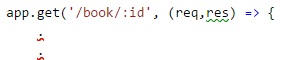 app.get('/book/:id', (req,res) => {
:
: